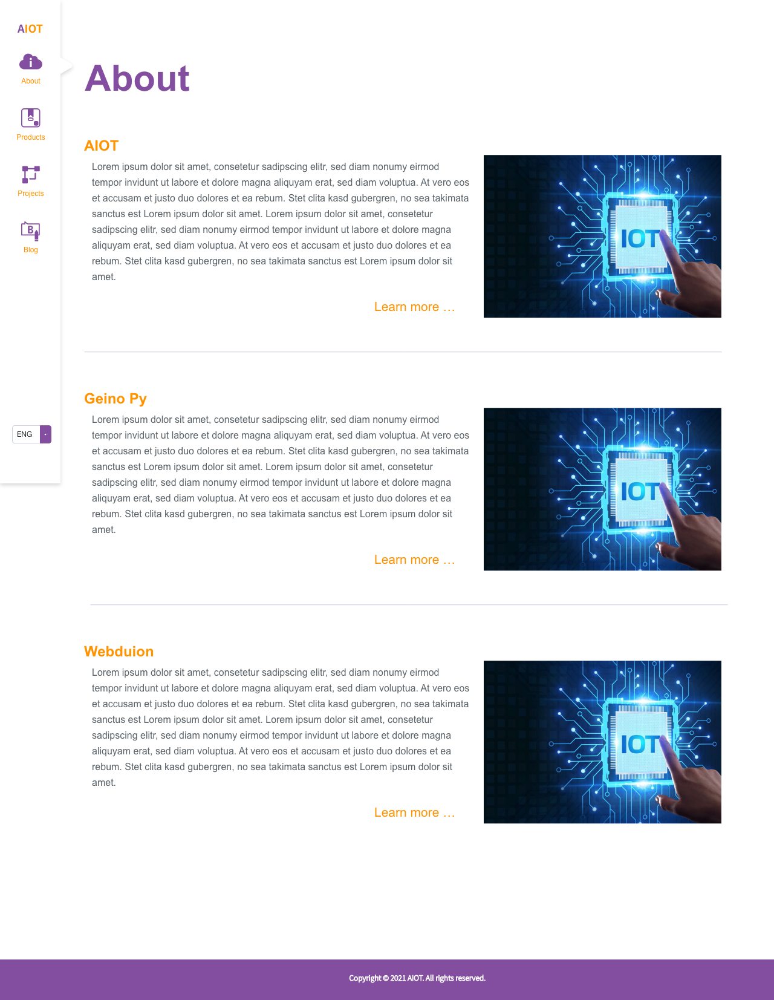 AIOT
About
Products
Projects
B
Blog
ENG
About
AIOT
Lorem ipsum dolor sit amet, consetetur sadipscing elitr, sed diam nonumy eirmod
tempor invidunt ut labore et dolore magna aliquyam erat, sed diam voluptua. At vero eos
et accusam et justo duo dolores et ea rebum. Stet clita kasd gubergren, no sea takimata
sanctus est Lorem ipsum dolor sit amet. Lorem ipsum dolor sit amet, consetetur
sadipscing elitr, sed diam nonumy eirmod tempor invidunt ut labore et dolore magna
aliquyam erat, sed diam voluptua. At vero eos et accusam et justo duo dolores et ea
rebum. Stet clita kasd gubergren, no sea takimata sanctus est Lorem ipsum dolor sit
amet.
Learn more …
IOT
Geino Py
Lorem ipsum dolor sit amet, consetetur sadipscing elitr, sed diam nonumy eirmod
tempor invidunt ut labore et dolore magna aliquyam erat, sed diam voluptua. At vero eos
et accusam et justo duo dolores et ea rebum. Stet clita kasd gubergren, no sea takimata
sanctus est Lorem ipsum dolor sit amet. Lorem ipsum dolor sit amet, consetetur
sadipscing elitr, sed diam nonumy eirmod tempor invidunt ut labore et dolore magna
aliquyam erat, sed diam voluptua. At vero eos et accusam et justo duo dolores et ea
rebum. Stet clita kasd gubergren, no sea takimata sanctus est Lorem ipsum dolor sit
amet.
Learn more …
IOT
Webduion
Lorem ipsum dolor sit amet, consetetur sadipscing elitr, sed diam nonumy eirmod
tempor invidunt ut labore et dolore magna aliquyam erat, sed diam voluptua. At vero eos
et accusam et justo duo dolores et ea rebum. Stet clita kasd gubergren, no sea takimata
sanctus est Lorem ipsum dolor sit amet. Lorem ipsum dolor sit amet, consetetur
sadipscing elitr, sed diam nonumy eirmod tempor invidunt ut labore et dolore magna
aliquyam erat, sed diam voluptua. At vero eos et accusam et justo duo dolores et ea
rebum. Stet clita kasd gubergren, no sea takimata sanctus est Lorem ipsum dolor sit
amet.
Learn more …
IOT
Copyright © 2021 AIOT. All rights reserved.